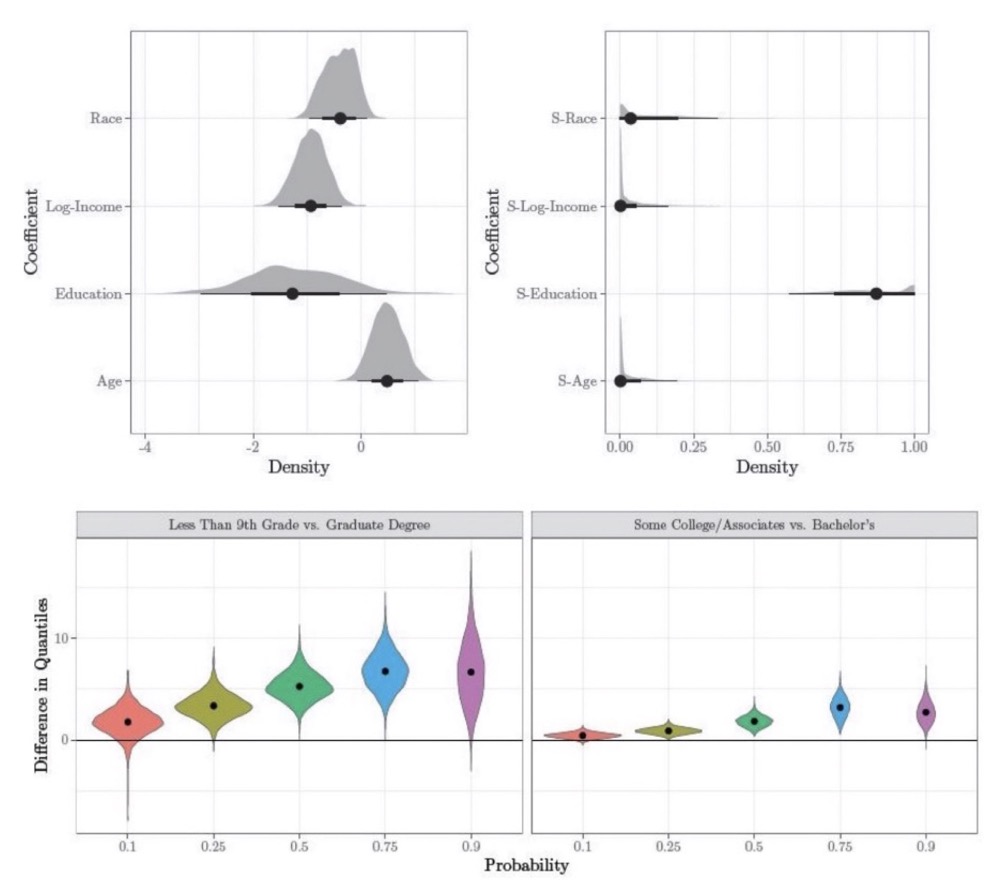 Coefficient
Race
Log-Income
Education
Age
-4 -2 0
Density
Coefficient
S-Race
S-Log-Income
S-Education
S-Age
0.00 0.25 0.50 0.75 1.00
Density
Less Than 9th Grade vs. Graduate Degree
Some College/Associates vs. Bachelor's
Difference in Quantiles
10
0
0.1 0.25 0.5 0.75 0.9
0.1 0.25 0.5 0.75 0.9
Probability